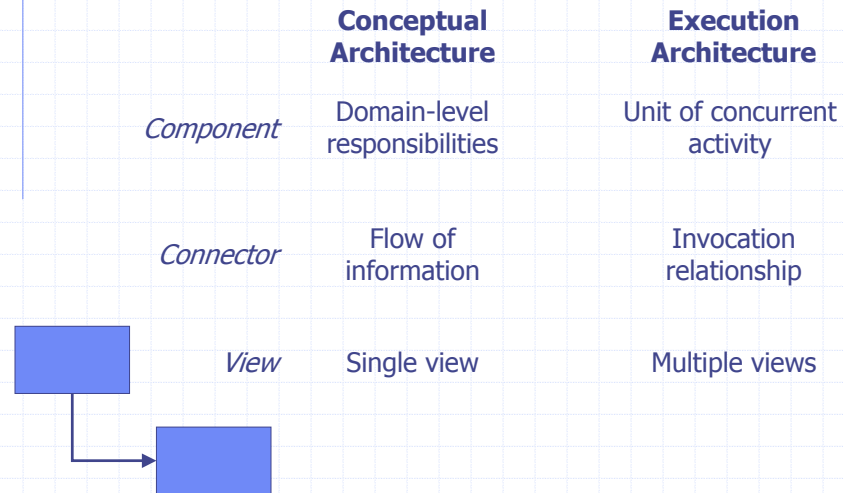 Conceptual Architecture
Execution Architecture
Component
Domain-level responsibilities
Unit of concurrent activity
Connector
Flow of information
Invocation relationship
View
Single view
Multiple views